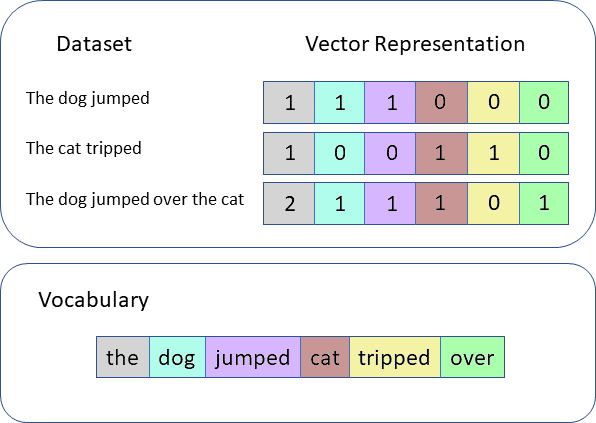 Dataset Vector Representation
The dog jumped 1 1 1 0 0 0
The cat tripped 1 0 0 1 1 0
The dog jumped over the cat 2 1 1 1 0 1
Vocabulary
the dog jumped cat tripped over